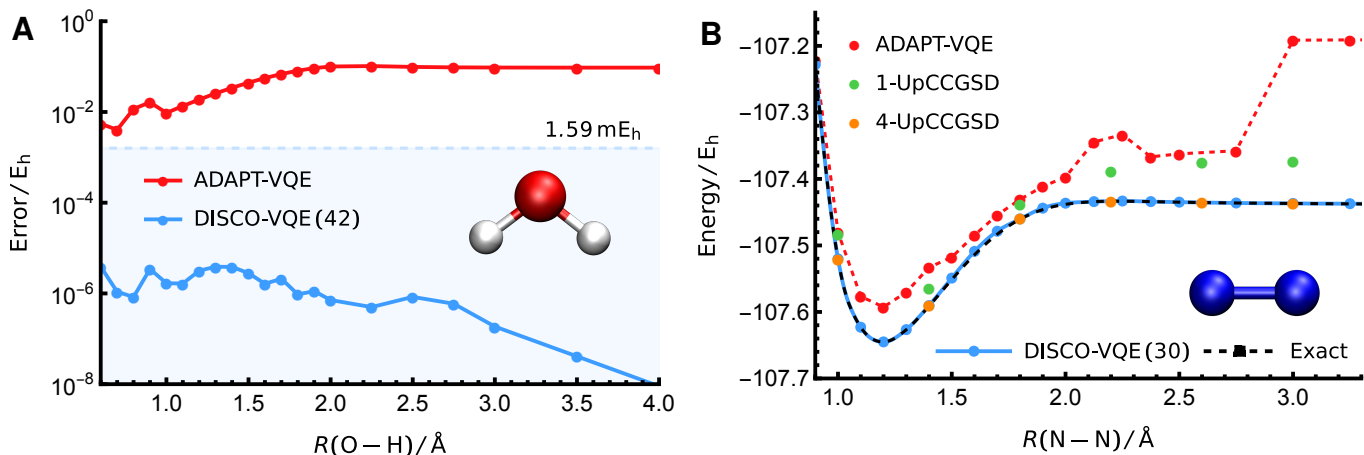 A
Error / E_h
10^0
10^−2
10^−4
10^−6
10^−8
1.59 mE_h
ADAPT-VQE
DISCO-VQE (42)
1.0 1.5 2.0 2.5 3.0 3.5 4.0
R(O − H) / Å
B
Energy / E_h
−107.2
−107.3
−107.4
−107.5
−107.6
−107.7
ADAPT-VQE
1-UpCCGSD
4-UpCCGSD
DISCO-VQE (30) Exact
1.0 1.5 2.0 2.5 3.0
R(N − N) / Å